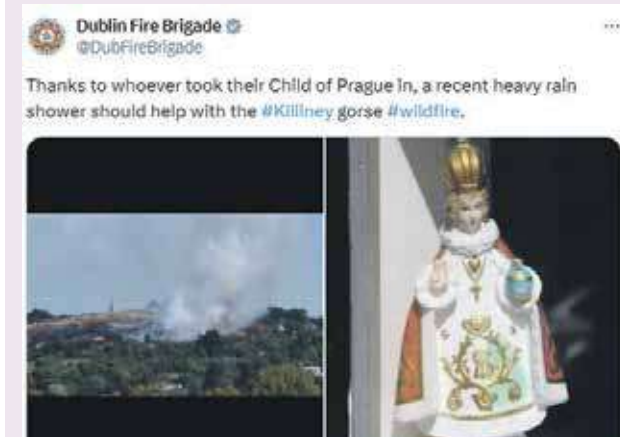 Dublin Fire Brigade
@DubFireBrigade
Thanks to whoever took their Child of Prague in, a recent heavy rain
shower should help with the #Killiney gorse #wildfire.